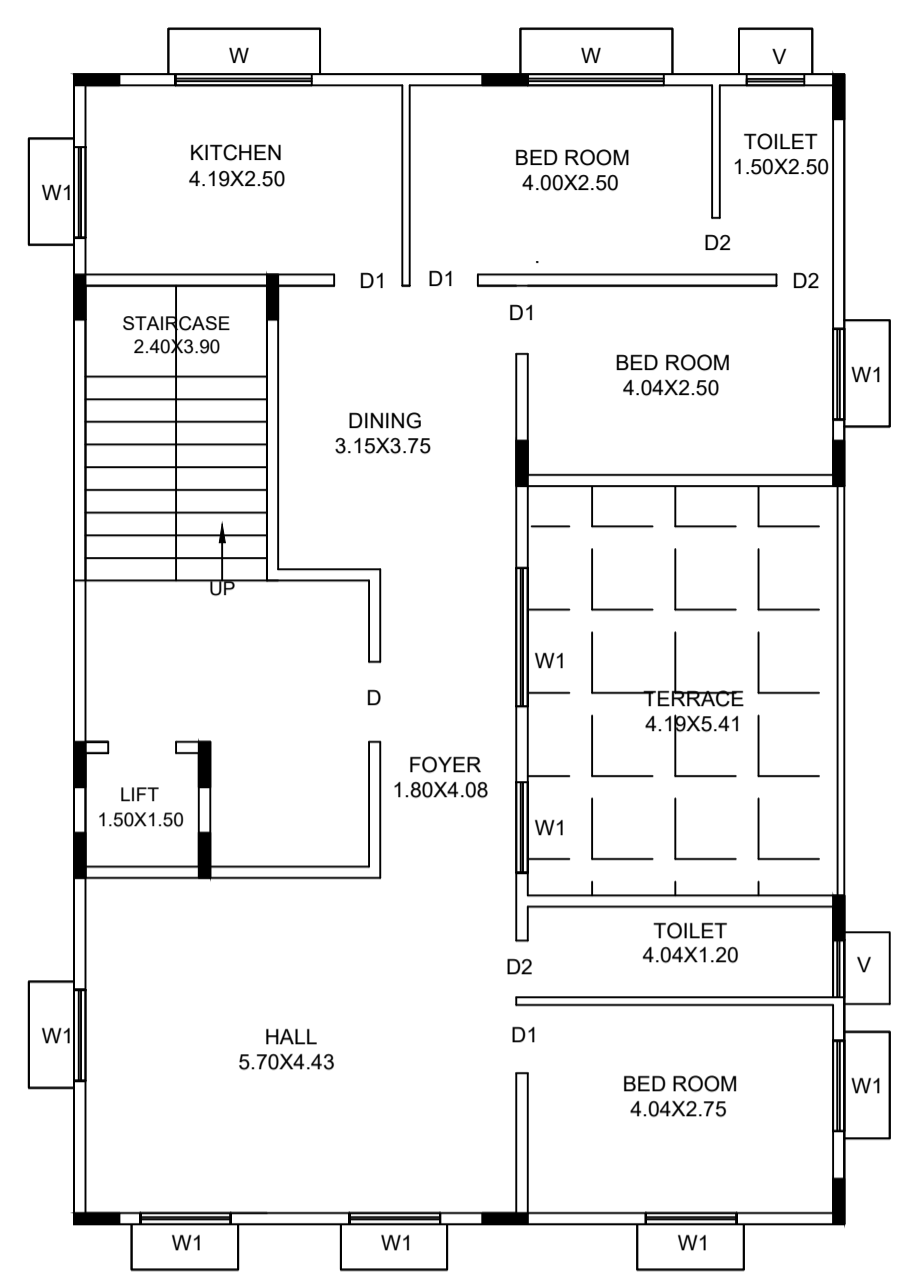 W
W
V
KITCHEN
4.19X2.50
BED ROOM
4.00X2.50
TOILET
1.50X2.50
W1
D2
D1
D1
D2
D1
STAIRCASE
2.40X3.90
BED ROOM
4.04X2.50
W1
DINING
3.15X3.75
UP
W1
D
TERRACE
4.19X5.41
FOYER
1.80X4.08
LIFT
1.50X1.50
W1
TOILET
4.04X1.20
D2
V
W1
HALL
5.70X4.43
D1
BED ROOM
4.04X2.75
W1
W1
W1
W1